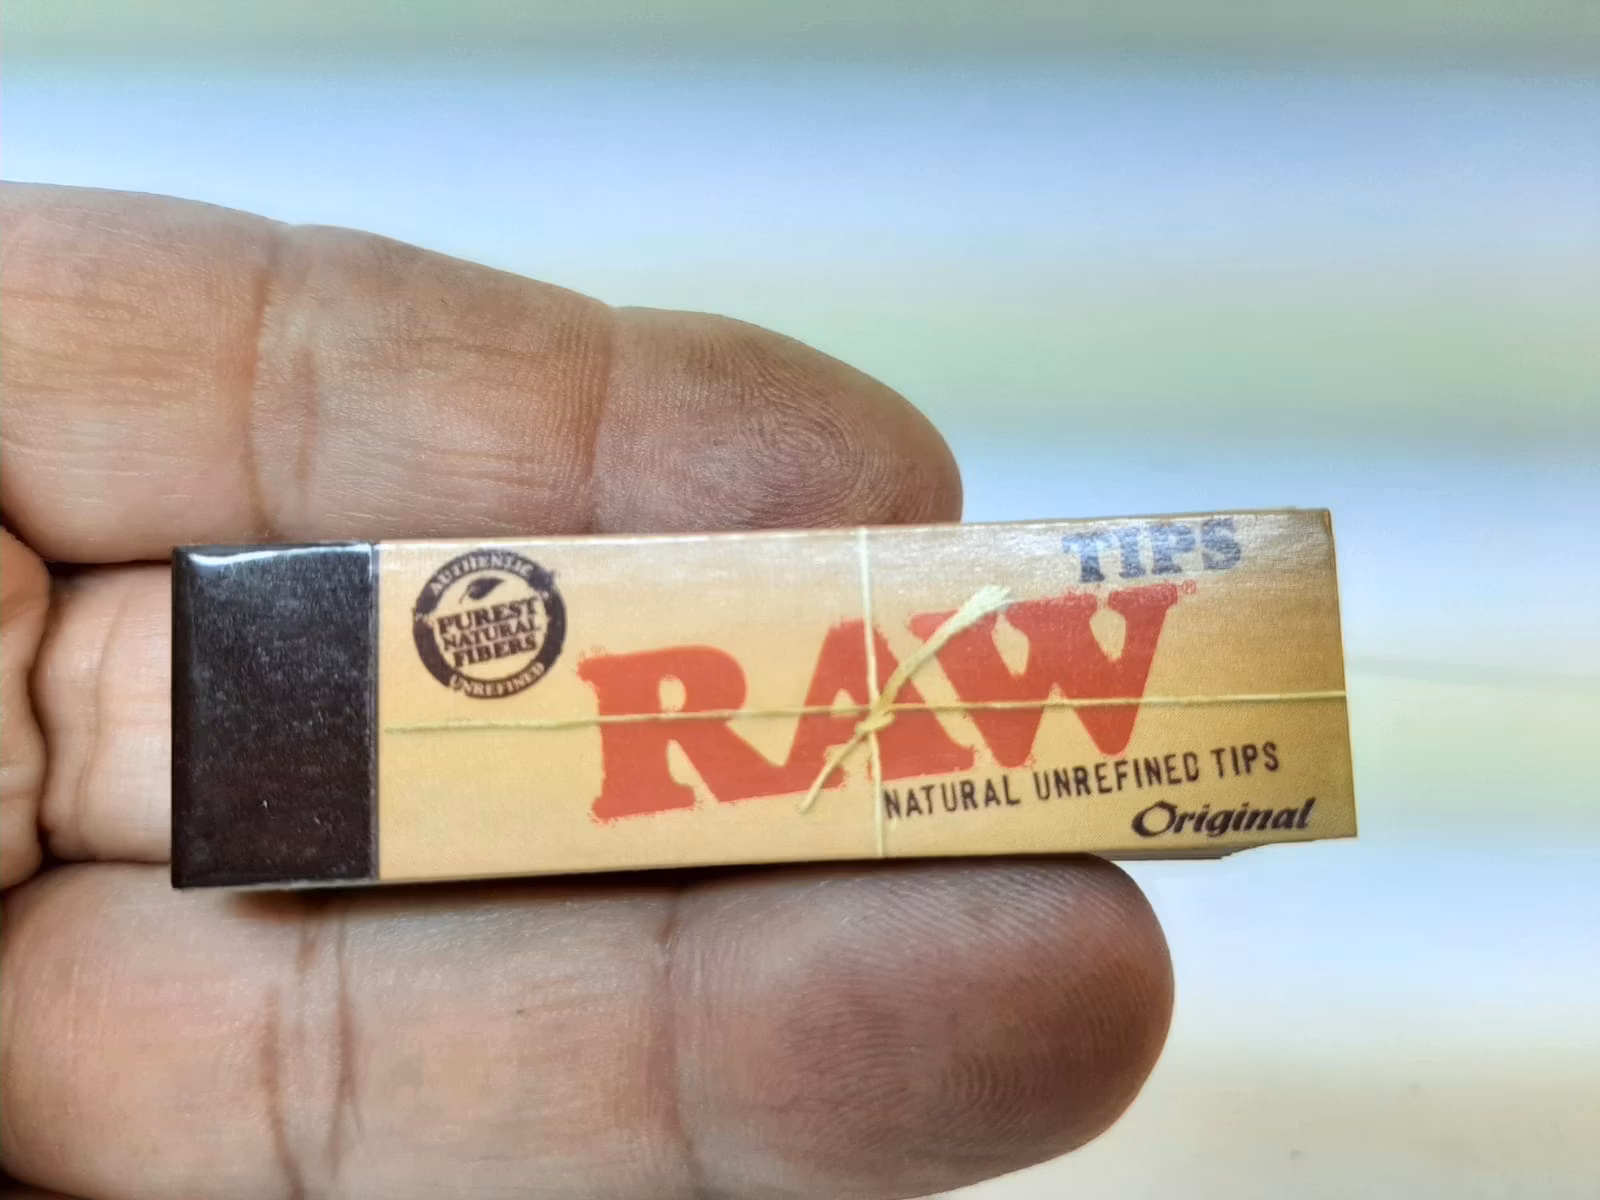 AUTHENTIC
PUREST
NATURAL
FIBERS
UNREFINED
TIPS
RAW®
NATURAL UNREFINED TIPS
Original